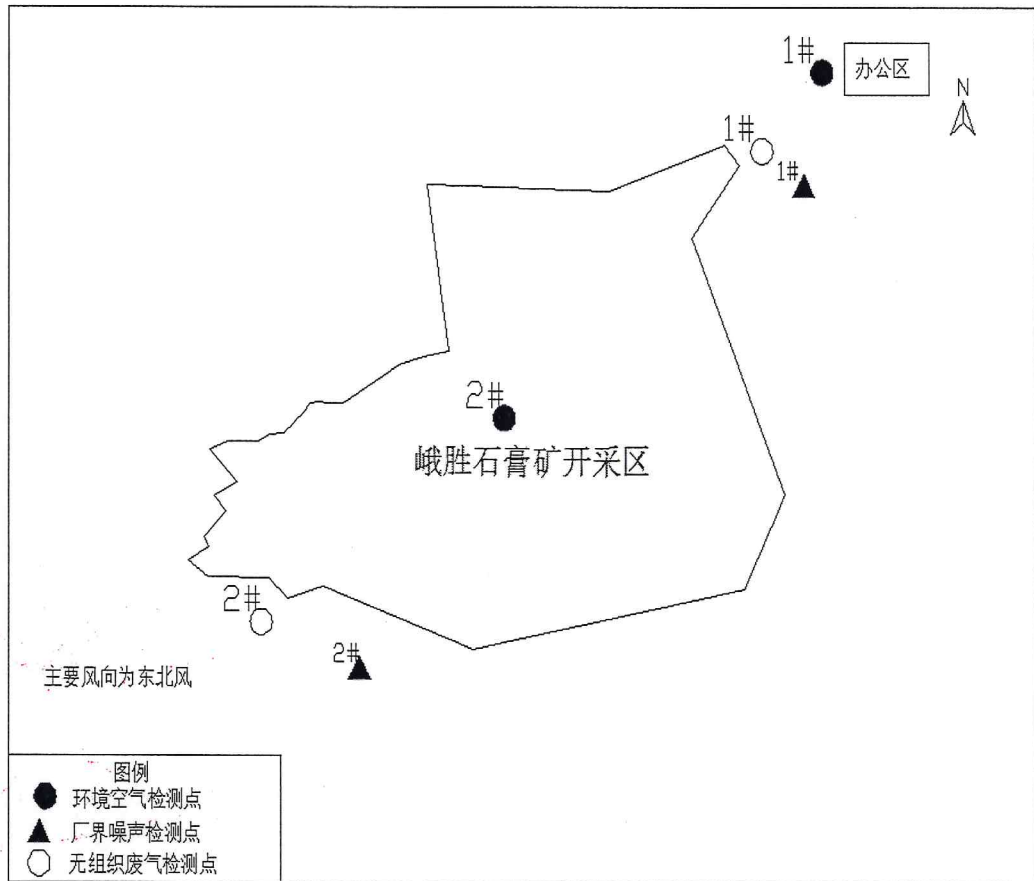 1#
办公区
N
1#
1#
2#
峨胜石膏矿开采区
2#
2#
主要风向为东北风
图例
环境空气检测点
厂界噪声检测点
无组织废气检测点